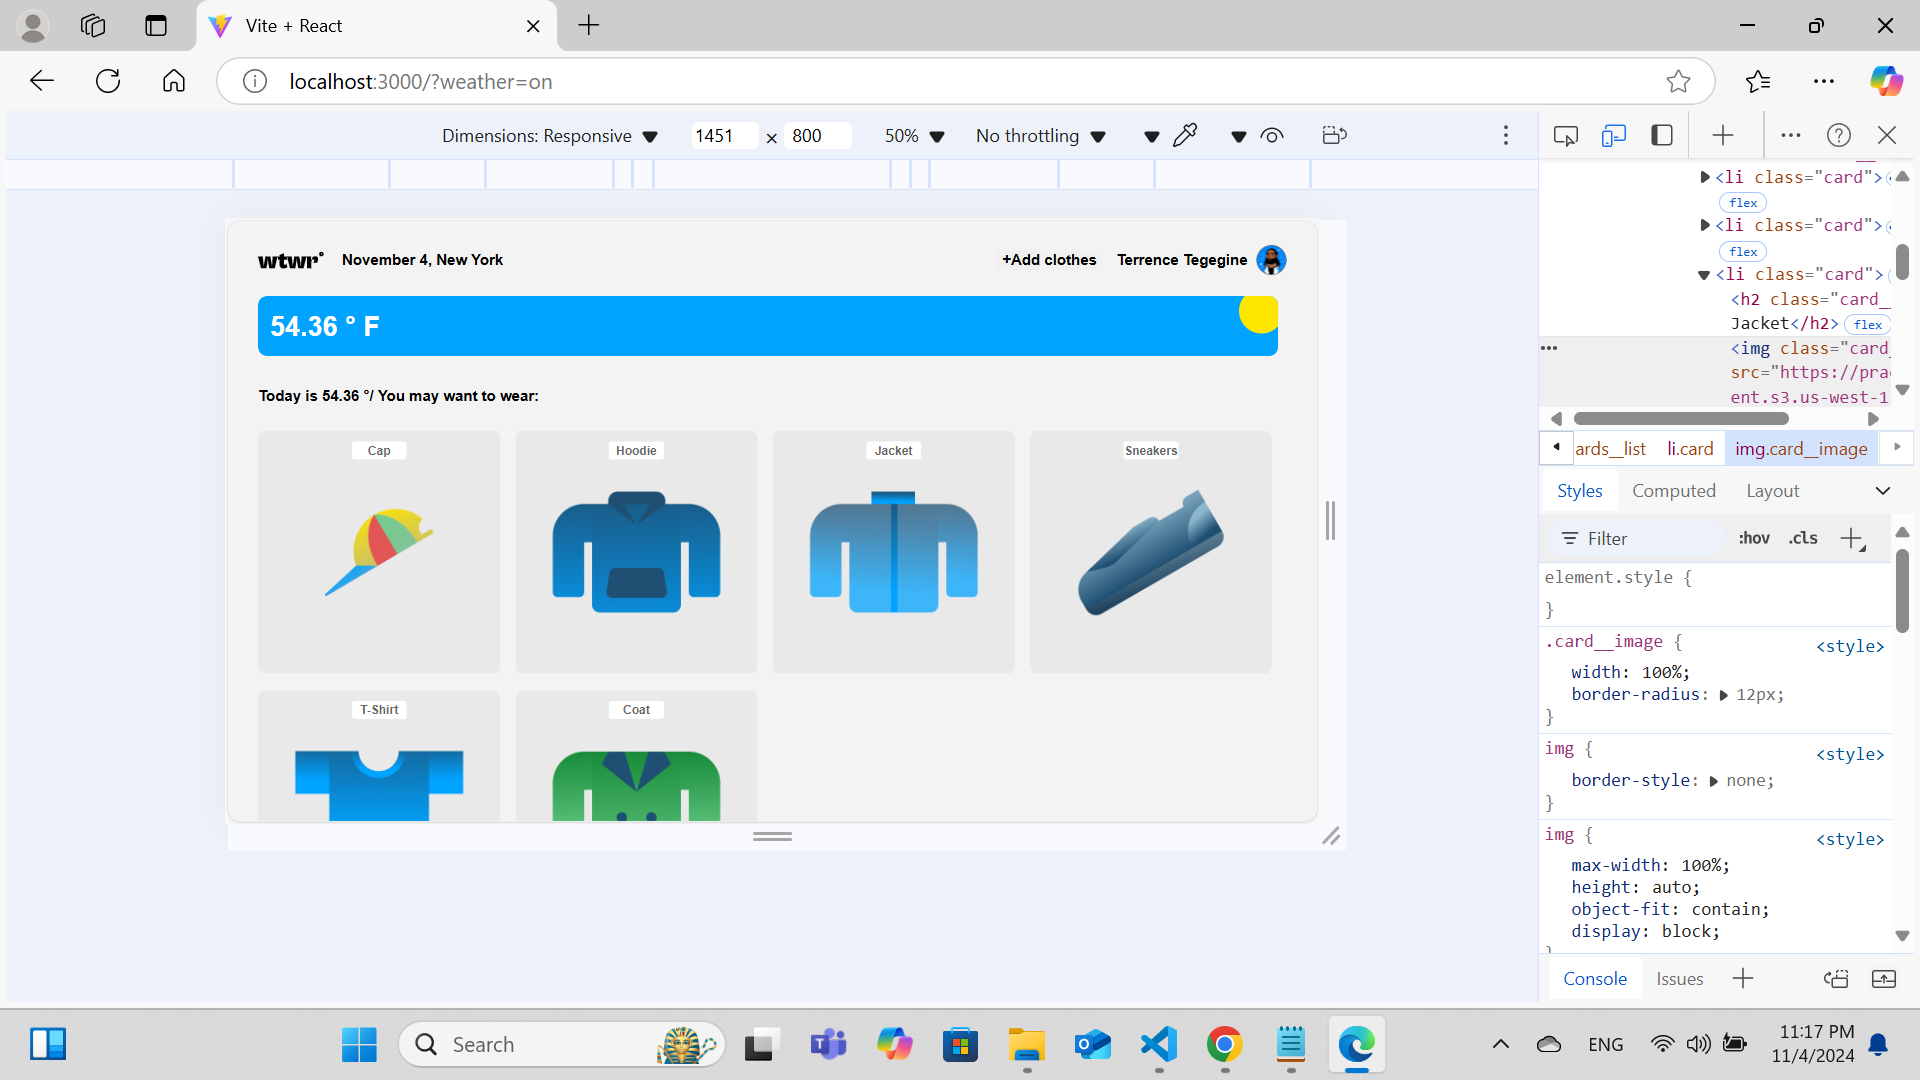 Vite + React
localhost:3000/?weather=on
Dimensions: Responsive 1451 × 800 50% No throttling
wtwr° November 4, New York +Add clothes Terrence Tegegine
54.36 ° F
Today is 54.36 °/ You may want to wear:
Cap Hoodie Jacket Sneakers
T-Shirt Coat
<li class="card">
flex
<li class="card">
flex
<li class="card">
<h2 class="card_
Jacket</h2> flex
<img class="card_
src="https://pra
ent.s3.us-west-1
ards__list li.card img.card__image
Styles Computed Layout
Filter :hov .cls
element.style {
}
.card__image { <style>
width: 100%;
border-radius: 12px;
}
img { <style>
border-style: none;
}
img { <style>
max-width: 100%;
height: auto;
object-fit: contain;
display: block;
}
Console Issues
Search
ENG
11:17 PM
11/4/2024